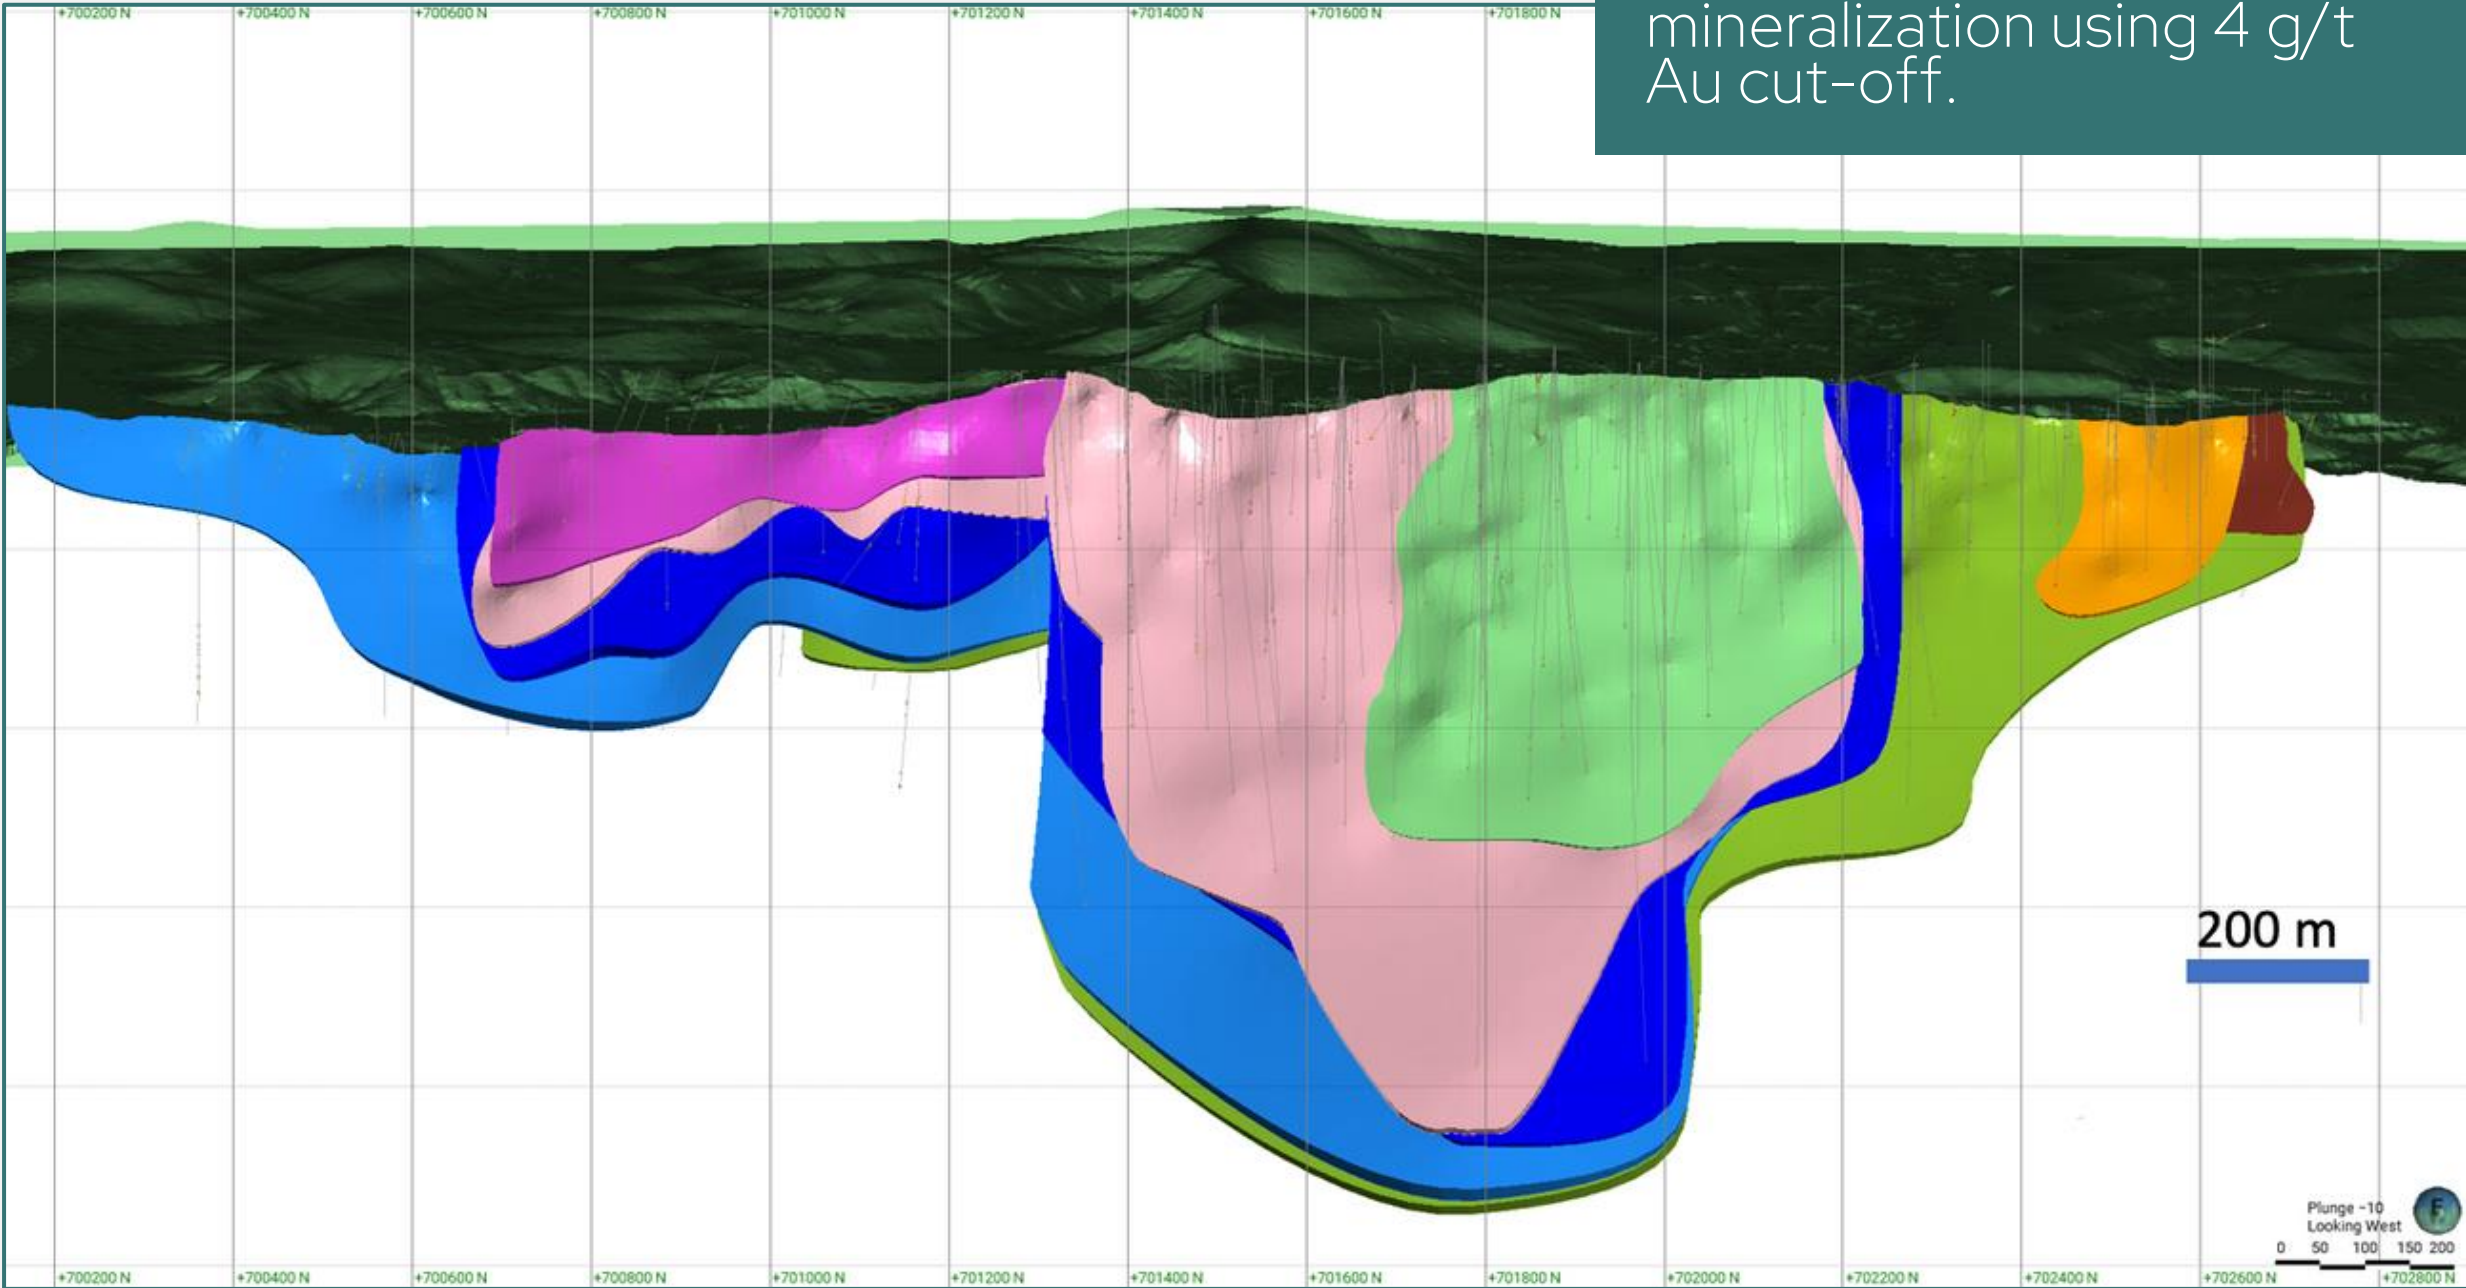 +700200 N +700400 N +700600 N +700800 N +701000 N +701200 N +701400 N +701600 N +701800 N
mineralization using 4 g/t
Au cut-off.
200 m
Plunge -10
Looking West
0 50 100 150 200
+700200 N +700400 N +700600 N +700800 N +701000 N +701200 N +701400 N +701600 N +701800 N +702000 N +702200 N +702400 N +702600 N +702800 N